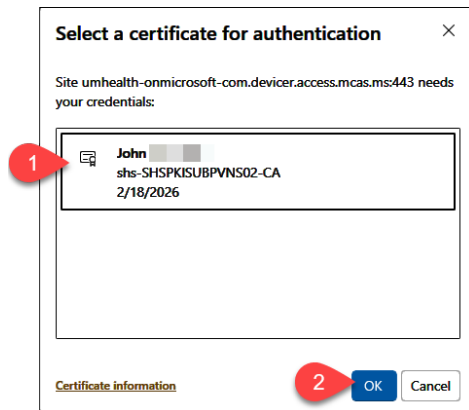 Select a certificate for authentication
Site umhealth-onmicrosoft-com.devicer.access.mcas.ms:443 needs
your credentials:
1
John
shs-SHSPKISUBPVNS02-CA
2/18/2026
Certificate information
2
OK
Cancel